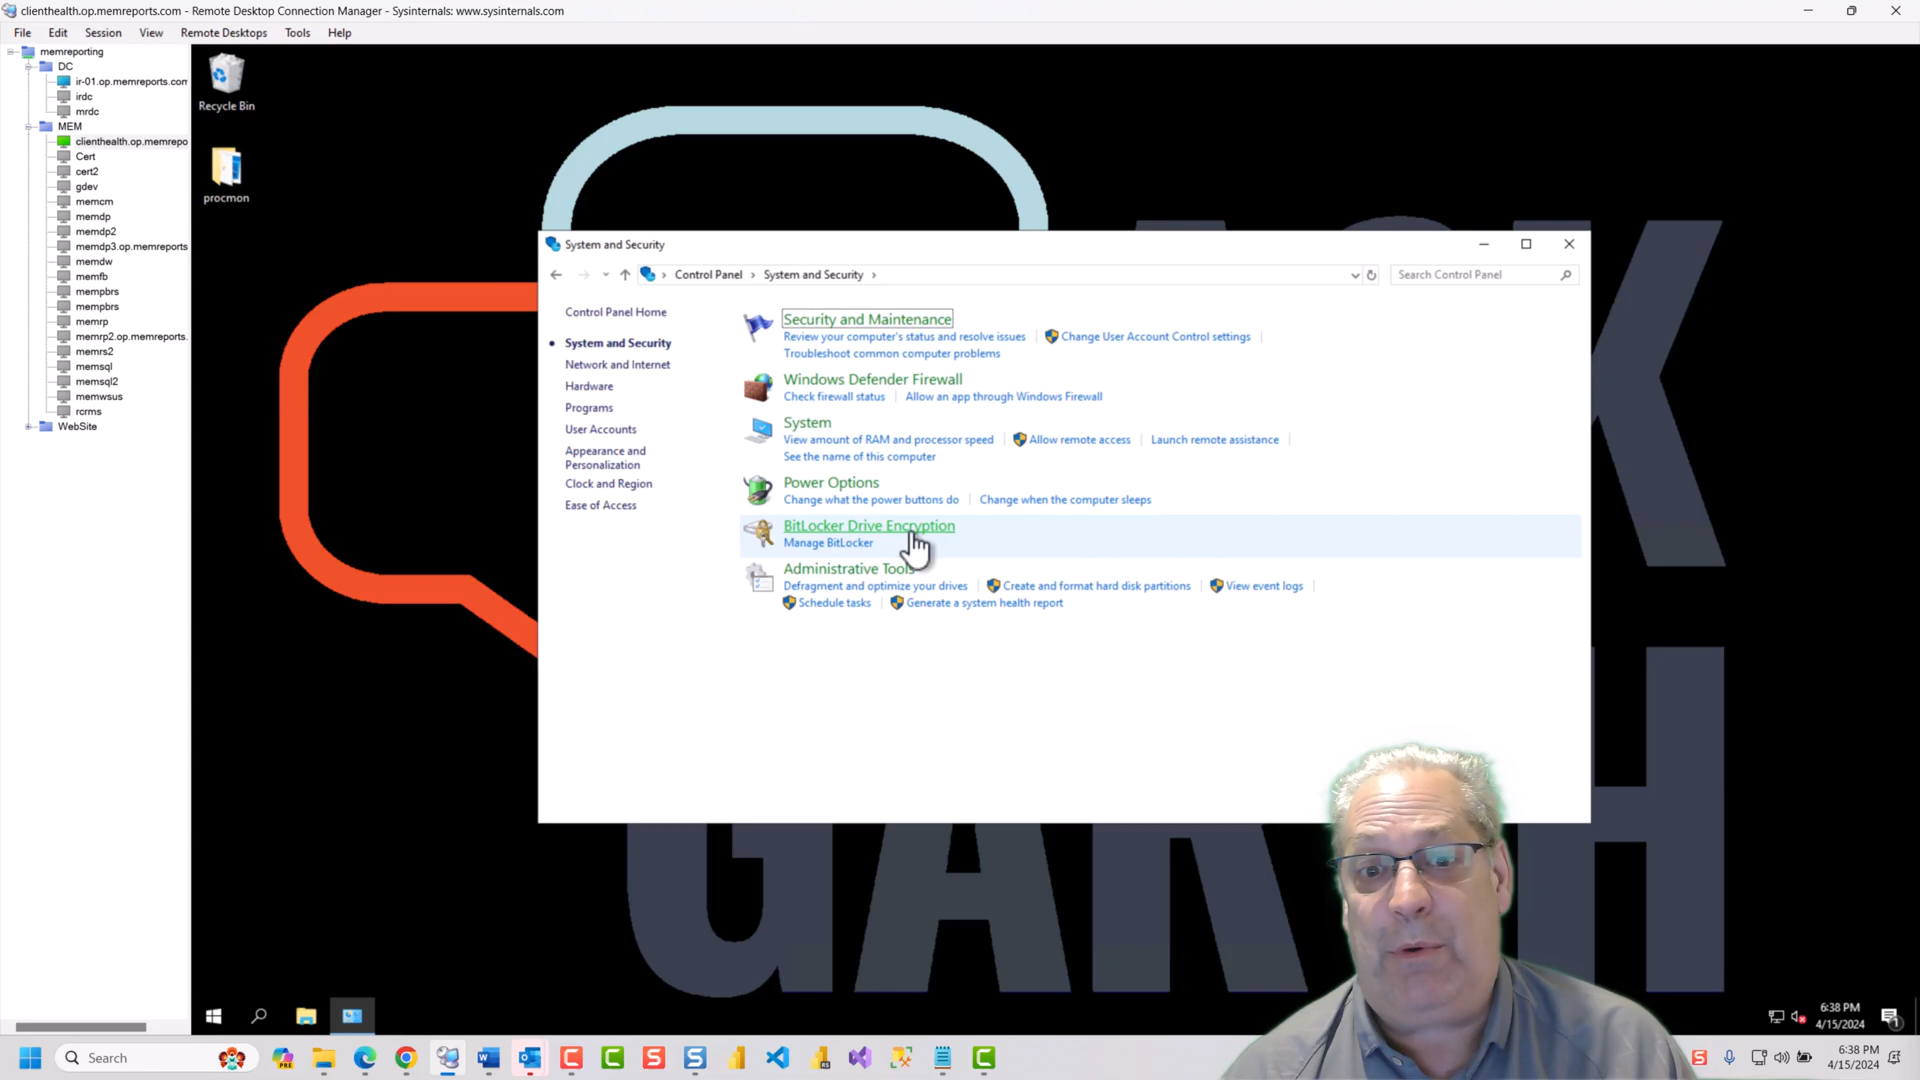 clienthealth.op.memreports.com - Remote Desktop Connection Manager - Sysinternals: www.sysinternals.com
File Edit Session View Remote Desktops Tools Help
memreporting
DC
ir-01.op.memreports.com
irdc
mrdc
MEM
clienthealth.op.memrepo
Cert
cert2
gdev
memcm
memdp
memdp2
memdp3.op.memreports
memdw
memfb
mempbrs
mempbrs
memrp
memrp2.op.memreports.
memrs2
memsql
memsql2
memwsus
rcrms
WebSite
Recycle Bin
procmon
ASK
GARTH
System and Security
Control Panel > System and Security >
Search Control Panel
Control Panel Home
System and Security
Network and Internet
Hardware
Programs
User Accounts
Appearance and
Personalization
Clock and Region
Ease of Access
Security and Maintenance
Review your computer's status and resolve issues Change User Account Control settings
Troubleshoot common computer problems
Windows Defender Firewall
Check firewall status Allow an app through Windows Firewall
System
View amount of RAM and processor speed Allow remote access Launch remote assistance
See the name of this computer
Power Options
Change what the power buttons do Change when the computer sleeps
BitLocker Drive Encryption
Manage BitLocker
Administrative Tools
Defragment and optimize your drives Create and format hard disk partitions View event logs
Schedule tasks Generate a system health report
6:38 PM
4/15/2024
1
Search
PRE
6:38 PM
4/15/2024